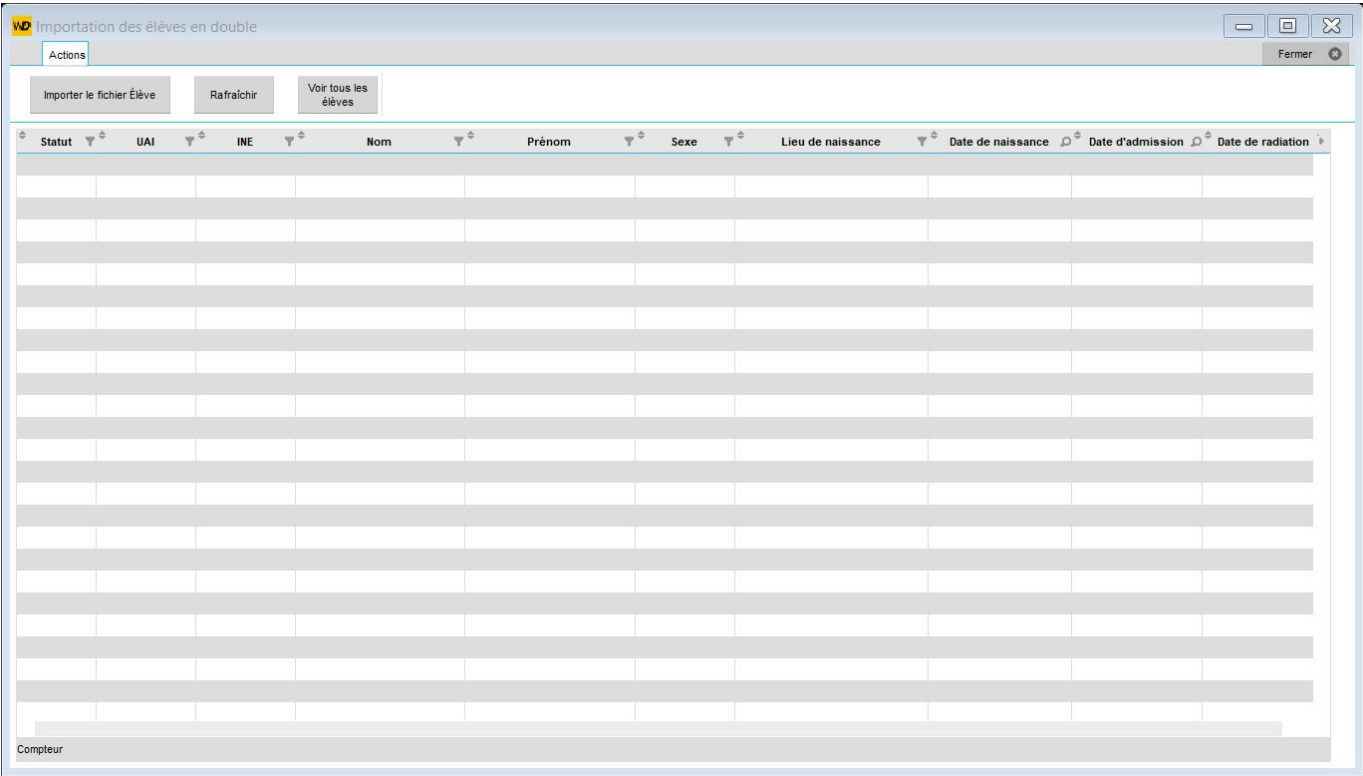 WD Importation des élèves en double
Actions
Fermer
Importer le fichier Élève
Rafraîchir
Voir tous les
élèves
Statut UAI INE Nom Prénom Sexe Lieu de naissance Date de naissance Date d'admission Date de radiation
Compteur